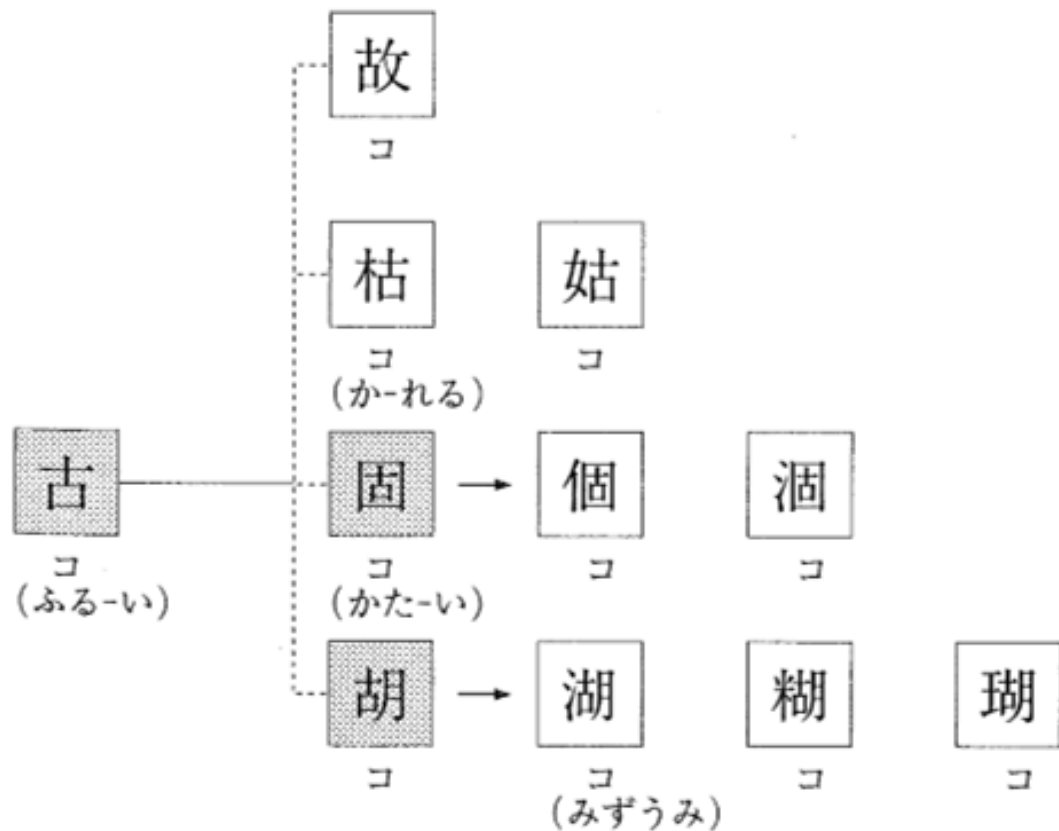 故
コ
枯 姑
コ コ
(か-れる)
古 固 → 個 涸
コ コ コ コ
(ふる-い) (かた-い)
胡 → 湖 糊 瑚
コ コ コ コ
(みずうみ)